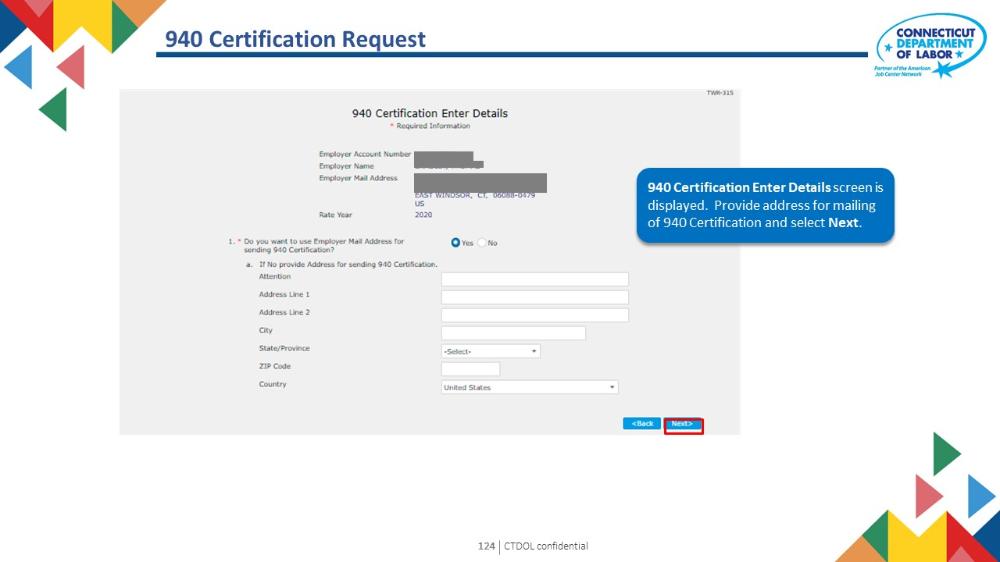 940 Certification Request
CONNECTICUT
DEPARTMENT
OF LABOR
Partner of the American
Job Center Network
TWR-315
940 Certification Enter Details
* Required Information
Employer Account Number
Employer Name
Employer Mail Address
EAST WINDSOR, CT, 06088-0479
US
Rate Year 2020
1. * Do you want to use Employer Mail Address for
sending 940 Certification?
Yes No
a. If No provide Address for sending 940 Certification.
Attention
Address Line 1
Address Line 2
City
State/Province -Select-
ZIP Code
Country United States
<Back Next>
940 Certification Enter Details screen is
displayed. Provide address for mailing
of 940 Certification and select Next.
124 CTDOL confidential